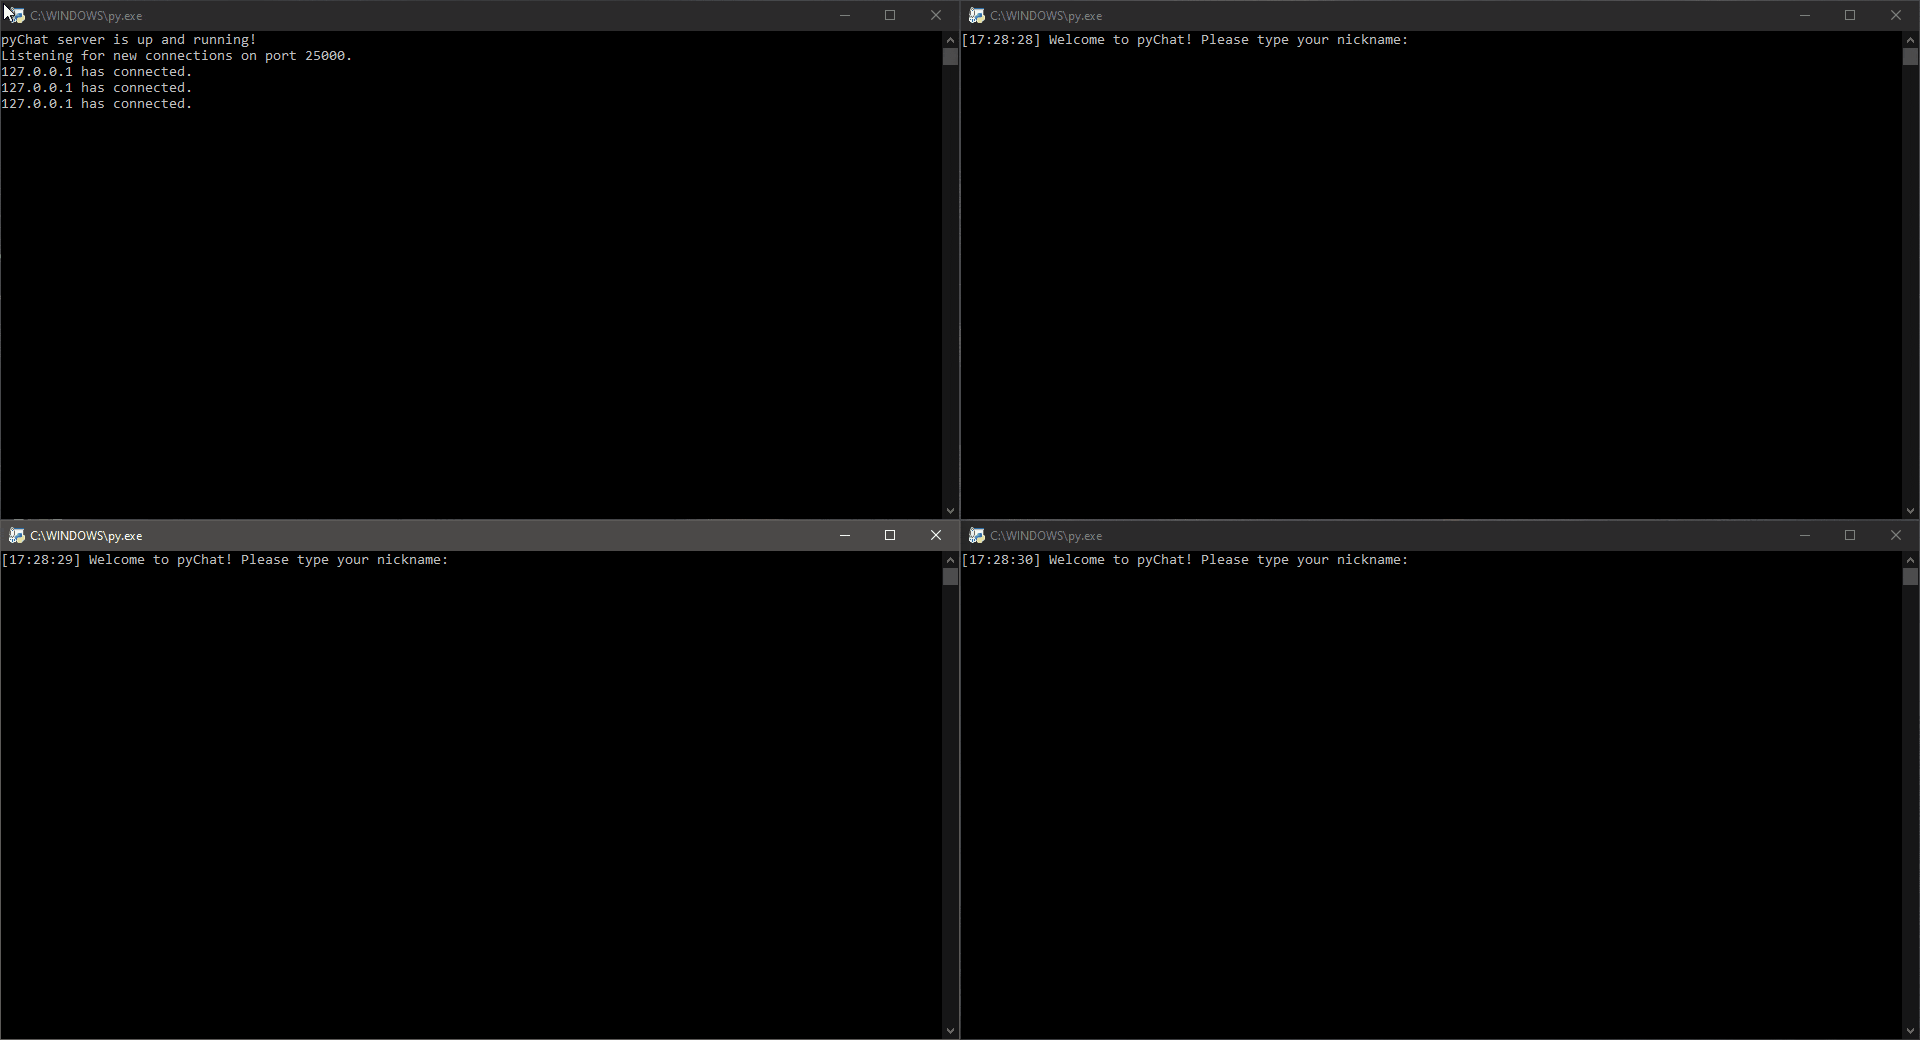 C:\WINDOWS\py.exe
pyChat server is up and running!
Listening for new connections on port 25000.
127.0.0.1 has connected.
127.0.0.1 has connected.
127.0.0.1 has connected.
C:\WINDOWS\py.exe
[17:28:28] Welcome to pyChat! Please type your nickname:
C:\WINDOWS\py.exe
[17:28:29] Welcome to pyChat! Please type your nickname:
C:\WINDOWS\py.exe
[17:28:30] Welcome to pyChat! Please type your nickname: